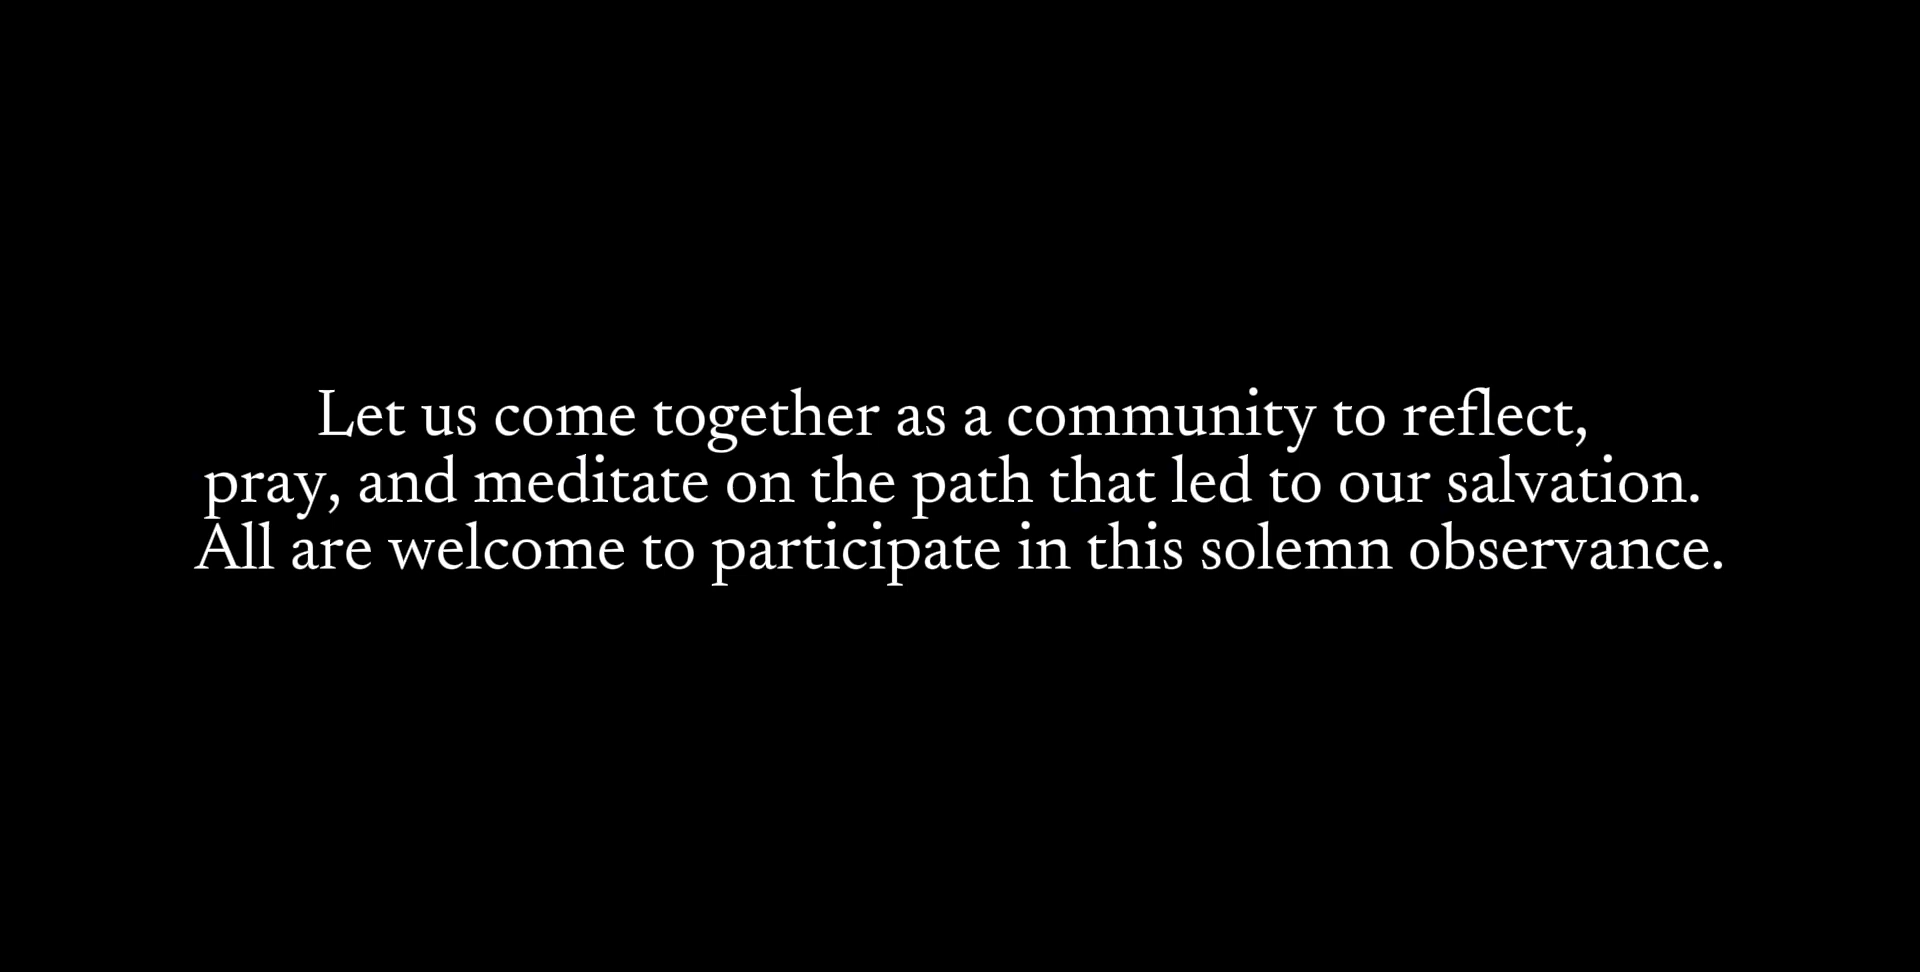 Let us come together as a community to reflect,
pray, and meditate on the path that led to our salvation.
All are welcome to participate in this solemn observance.